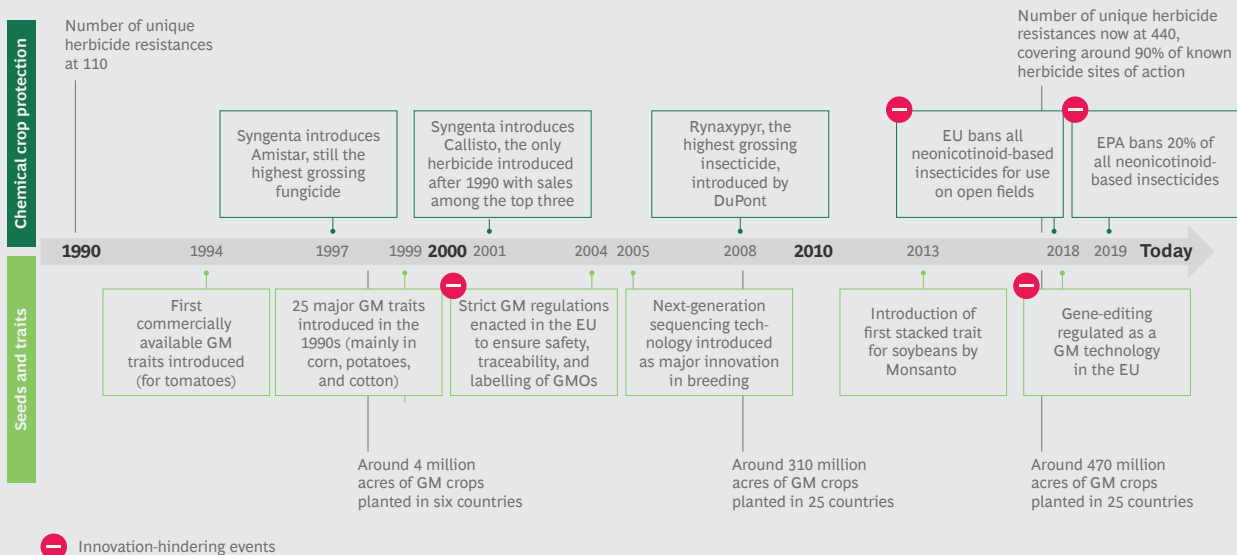 Chemical crop protection
Number of unique
herbicide resistances
at 110
Number of unique herbicide
resistances now at 440,
covering around 90% of known
herbicide sites of action
Syngenta introduces
Amistar, still the
highest grossing
fungicide
Syngenta introduces
Callisto, the only
herbicide introduced
after 1990 with sales
among the top three
Rynaxypyr, the
highest grossing
insecticide,
introduced by
DuPont
EU bans all
neonicotinoid-based
insecticides for use
on open fields
EPA bans 20% of
all neonicotinoid-
based insecticides
1990 1994 1997 1999 2000 2001 2004 2005 2008 2010 2013 2018 2019 Today
Seeds and traits
First
commercially
available GM
traits introduced
(for tomatoes)
25 major GM traits
introduced in the
1990s (mainly in
corn, potatoes,
and cotton)
Strict GM regulations
enacted in the EU
to ensure safety,
traceability, and
labelling of GMOs
Next-generation
sequencing tech-
nology introduced
as major innovation
in breeding
Introduction of
first stacked trait
for soybeans by
Monsanto
Gene-editing
regulated as a
GM technology
in the EU
Around 4 million
acres of GM crops
planted in six countries
Around 310 million
acres of GM crops
planted in 25 countries
Around 470 million
acres of GM crops
planted in 25 countries
Innovation-hindering events